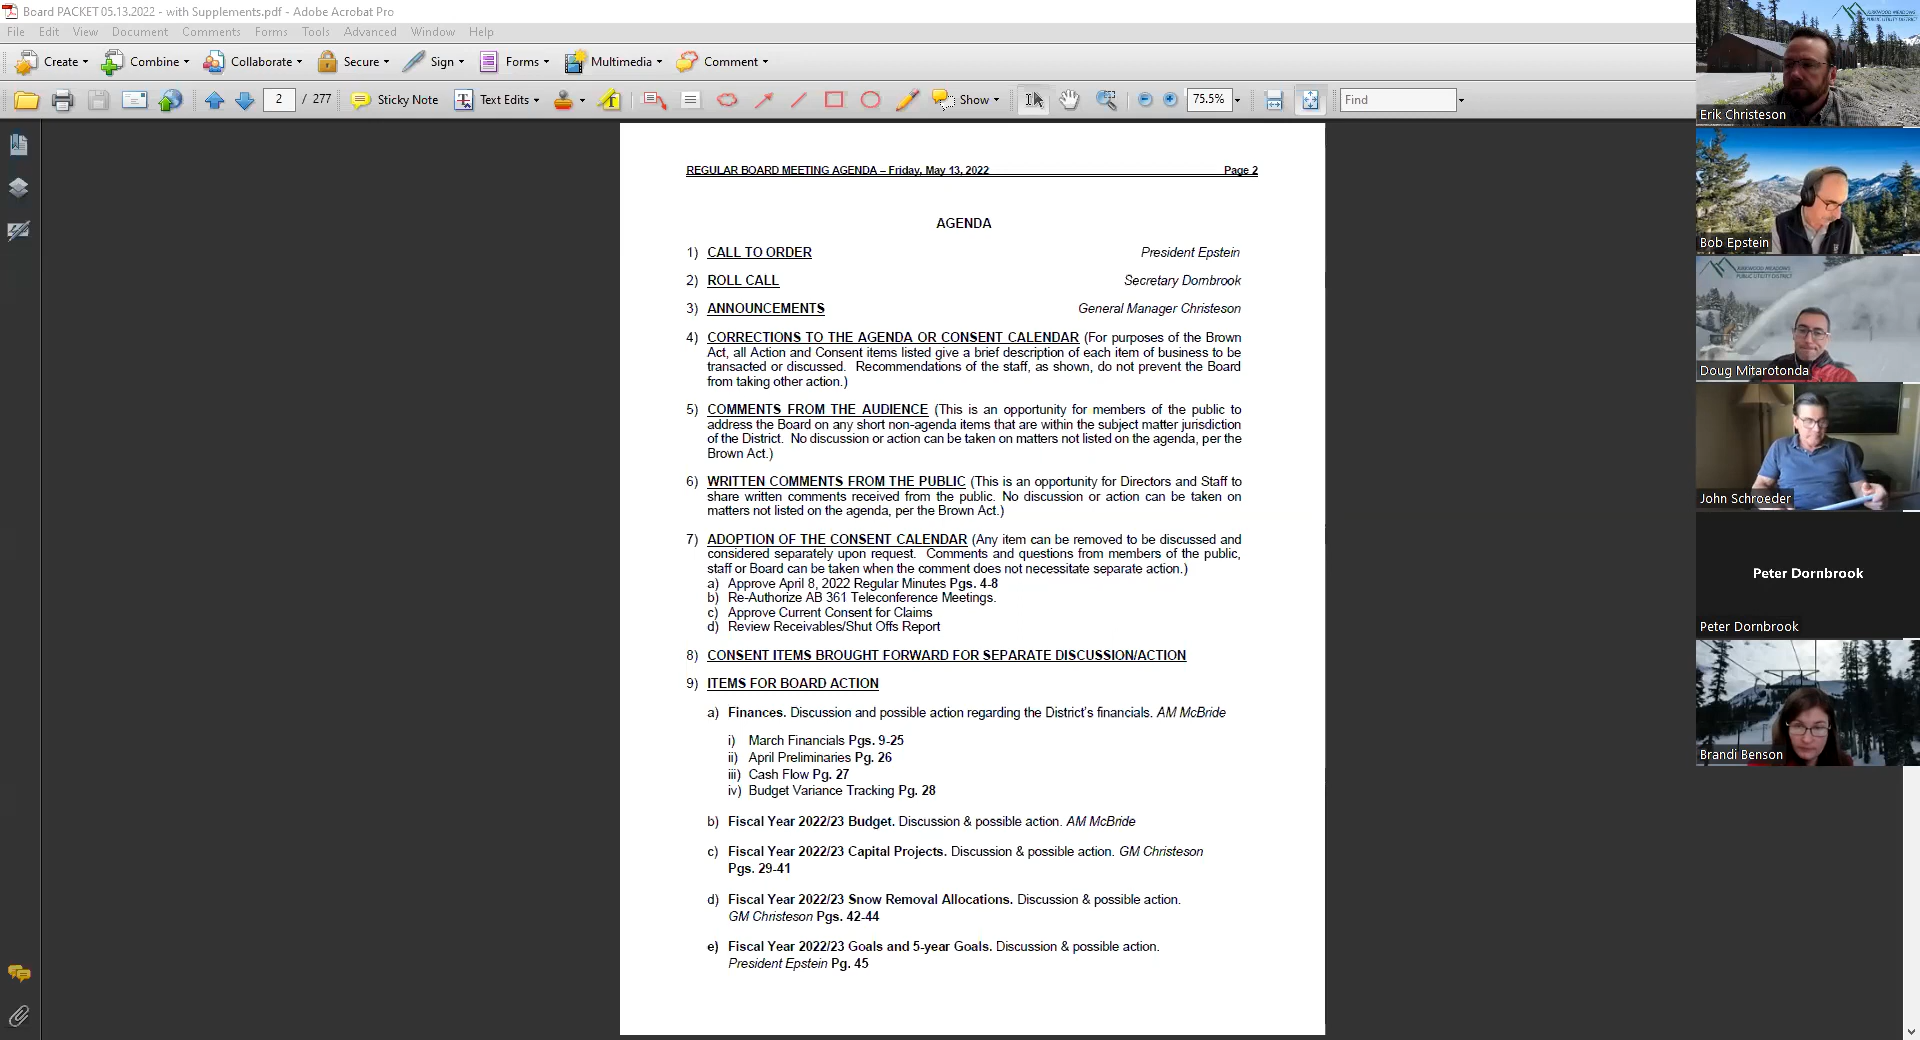 Board PACKET 05.13.2022 - with Supplements.pdf - Adobe Acrobat Pro
File Edit View Document Comments Forms Tools Advanced Window Help
Create Combine Collaborate Secure Sign Forms Multimedia Comment
2 / 277 Sticky Note Text Edits Show 75.5% Find
REGULAR BOARD MEETING AGENDA – Friday, May 13, 2022 Page 2
AGENDA
1) CALL TO ORDER President Epstein
2) ROLL CALL Secretary Dornbrook
3) ANNOUNCEMENTS General Manager Christeson
4) CORRECTIONS TO THE AGENDA OR CONSENT CALENDAR (For purposes of the Brown
Act, all Action and Consent items listed give a brief description of each item of business to be
transacted or discussed. Recommendations of the staff, as shown, do not prevent the Board
from taking other action.)
5) COMMENTS FROM THE AUDIENCE (This is an opportunity for members of the public to
address the Board on any short non-agenda items that are within the subject matter jurisdiction
of the District. No discussion or action can be taken on matters not listed on the agenda, per the
Brown Act.)
6) WRITTEN COMMENTS FROM THE PUBLIC (This is an opportunity for Directors and Staff to
share written comments received from the public. No discussion or action can be taken on
matters not listed on the agenda, per the Brown Act.)
7) ADOPTION OF THE CONSENT CALENDAR (Any item can be removed to be discussed and
considered separately upon request. Comments and questions from members of the public,
staff or Board can be taken when the comment does not necessitate separate action.)
a) Approve April 8, 2022 Regular Minutes Pgs. 4-8
b) Re-Authorize AB 361 Teleconference Meetings.
c) Approve Current Consent for Claims
d) Review Receivables/Shut Offs Report
8) CONSENT ITEMS BROUGHT FORWARD FOR SEPARATE DISCUSSION/ACTION
9) ITEMS FOR BOARD ACTION
a) Finances. Discussion and possible action regarding the District's financials. AM McBride
i) March Financials Pgs. 9-25
ii) April Preliminaries Pg. 26
iii) Cash Flow Pg. 27
iv) Budget Variance Tracking Pg. 28
b) Fiscal Year 2022/23 Budget. Discussion & possible action. AM McBride
c) Fiscal Year 2022/23 Capital Projects. Discussion & possible action. GM Christeson
Pgs. 29-41
d) Fiscal Year 2022/23 Snow Removal Allocations. Discussion & possible action.
GM Christeson Pgs. 42-44
e) Fiscal Year 2022/23 Goals and 5-year Goals. Discussion & possible action.
President Epstein Pg. 45
KIRKWOOD MEADOWS
PUBLIC UTILITY DISTRICT
Erik Christeson
Bob Epstein
KIRKWOOD MEADOWS
PUBLIC UTILITY DISTRICT
Doug Mitarotonda
John Schroeder
Peter Dornbrook
Peter Dornbrook
Brandi Benson